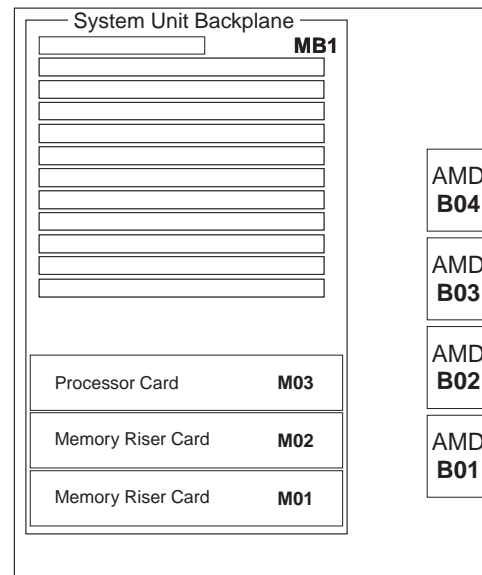 System Unit Backplane
MB1
AMD
B04
AMD
B03
AMD
B02
AMD
B01
Processor Card M03
Memory Riser Card M02
Memory Riser Card M01